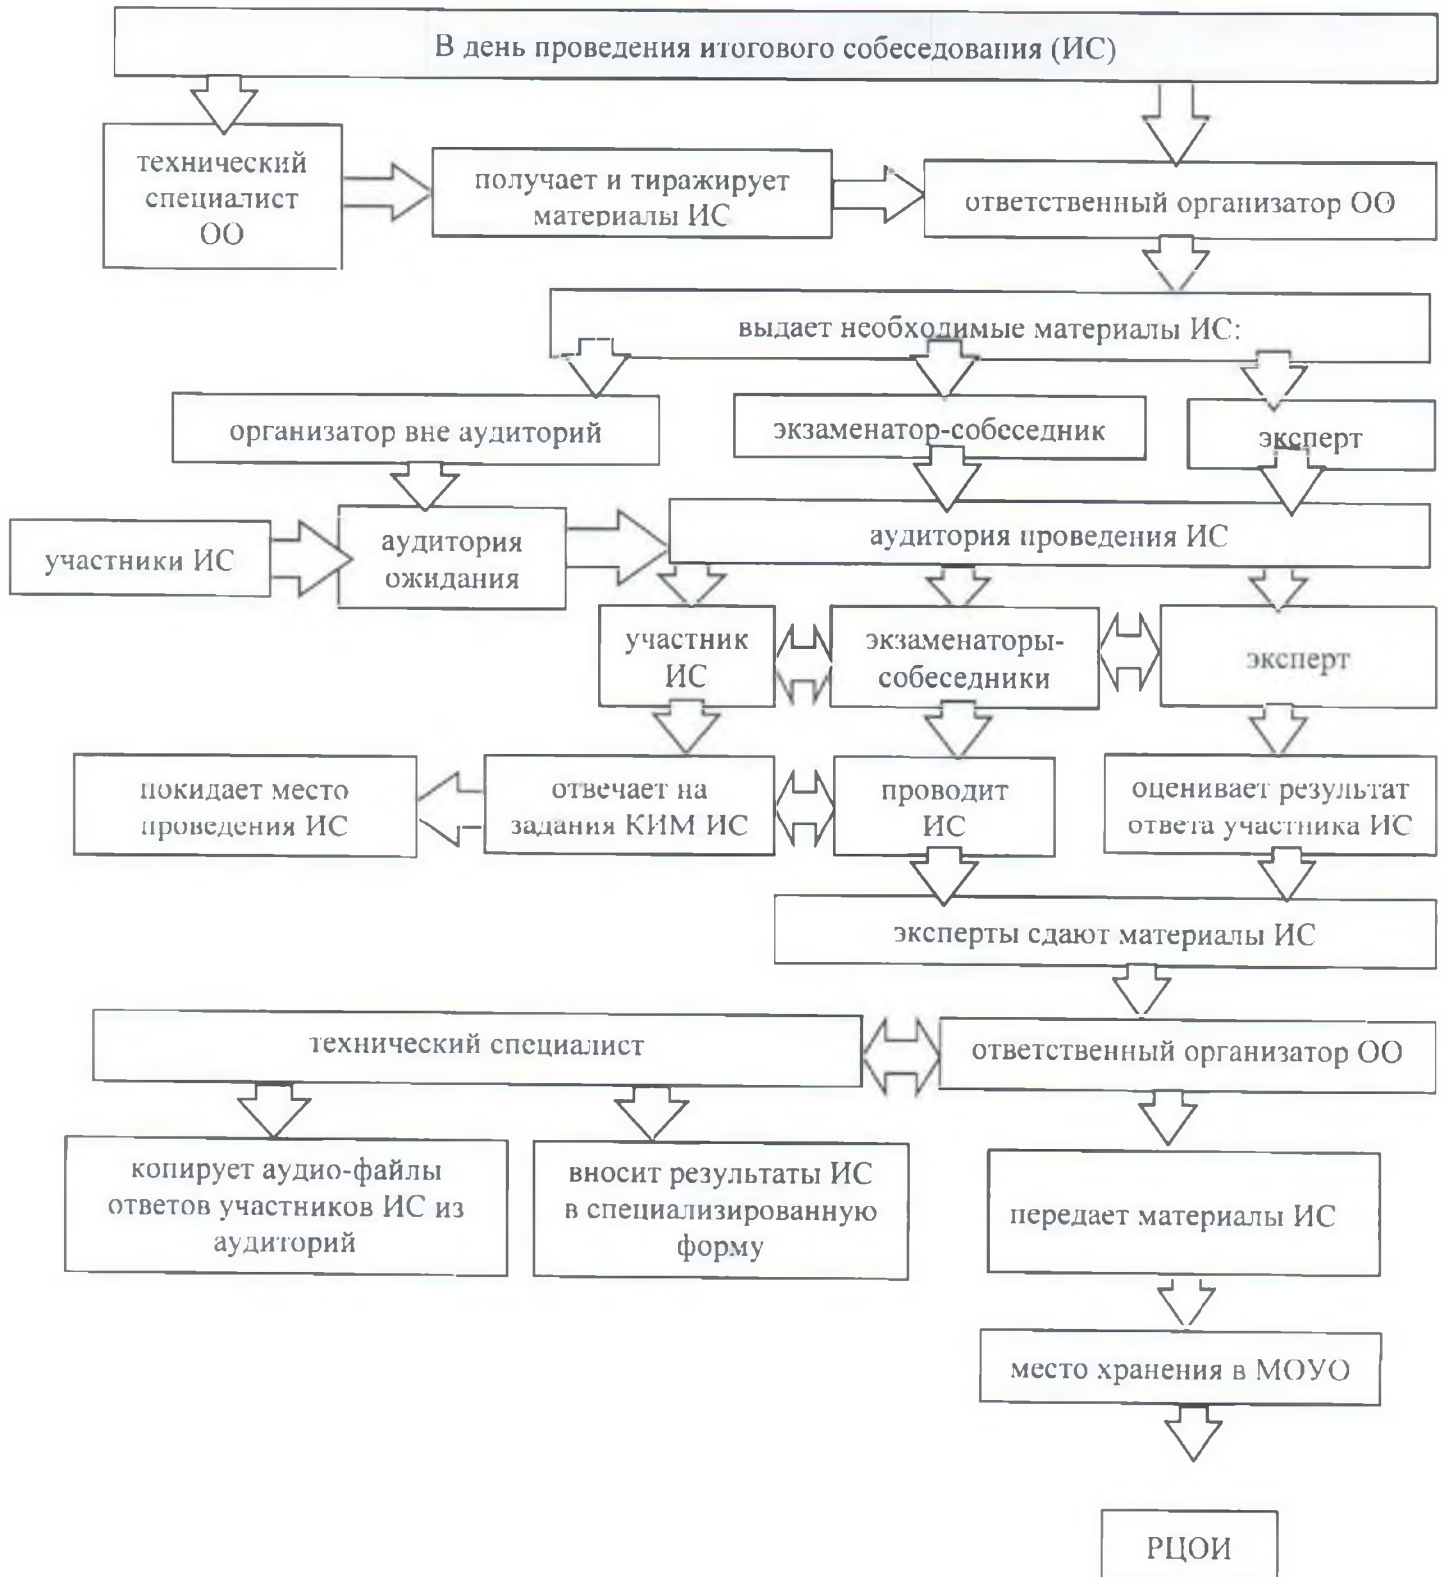 В день проведения итогового собеседования (ИС)
технический
специалист
ОО
получает и тиражирует
материалы ИС
ответственный организатор ОО
выдает необходимые материалы ИС:
организатор вне аудиторий
экзаменатор-собеседник
эксперт
участники ИС
аудитория
ожидания
аудитория проведения ИС
участник
ИС
экзаменаторы-
собеседники
эксперт
покидает место
проведения ИС
отвечает на
задания КИМ ИС
проводит
ИС
оценивает результат
ответа участника ИС
эксперты сдают материалы ИС
технический специалист
ответственный организатор ОО
копирует аудио-файлы
ответов участников ИС из
аудиторий
вносит результаты ИС
в специализированную
форму
передает материалы ИС
место хранения в МОУО
РЦОИ